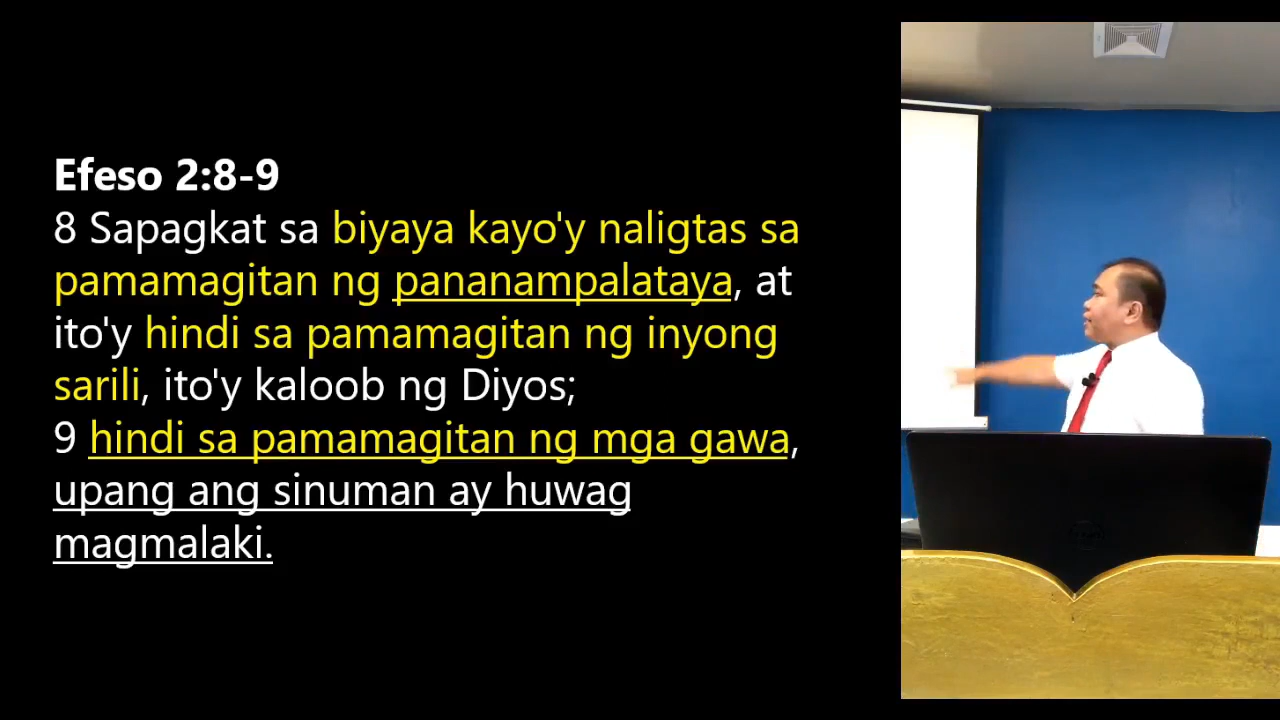 Efeso 2:8-9
8 Sapagkat sa biyaya kayo'y naligtas sa
pamamagitan ng pananampalataya, at
ito'y hindi sa pamamagitan ng inyong
sarili, ito'y kaloob ng Diyos;
9 hindi sa pamamagitan ng mga gawa,
upang ang sinuman ay huwag
magmalaki.